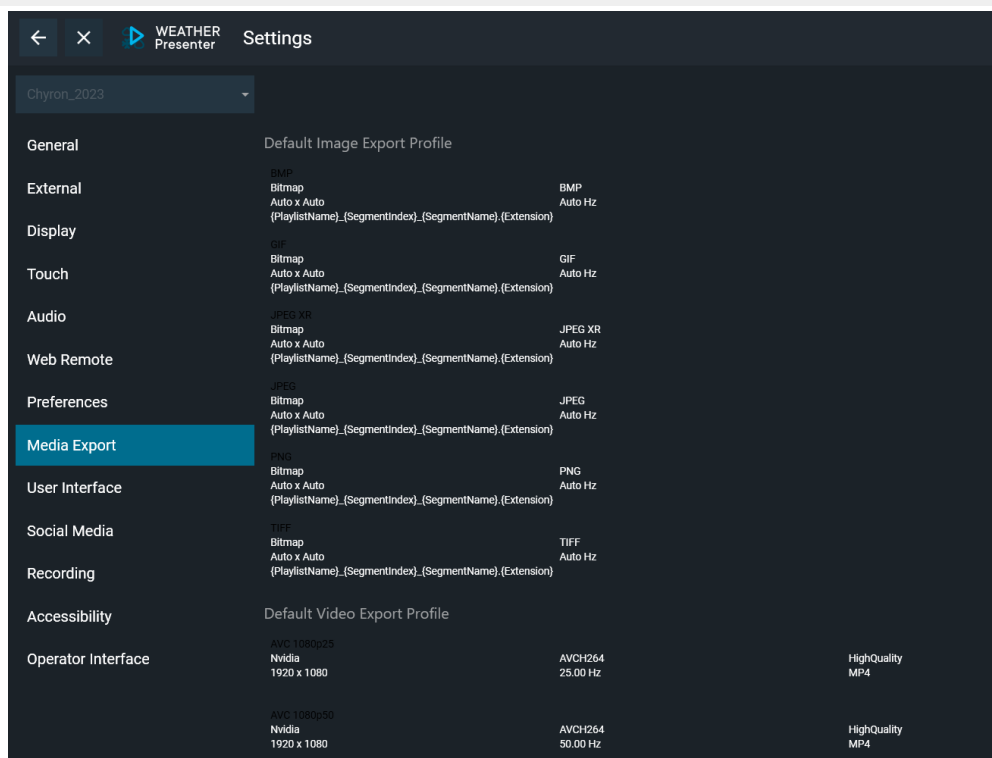 WEATHER
Presenter
Settings
Chyron_2023
General
External
Display
Touch
Audio
Web Remote
Preferences
Media Export
User Interface
Social Media
Recording
Accessibility
Operator Interface
Default Image Export Profile
BMP
Bitmap BMP
Auto x Auto Auto Hz
{PlaylistName}_{SegmentIndex}_{SegmentName}.{Extension}
GIF
Bitmap GIF
Auto x Auto Auto Hz
{PlaylistName}_{SegmentIndex}_{SegmentName}.{Extension}
JPEG XR
Bitmap JPEG XR
Auto x Auto Auto Hz
{PlaylistName}_{SegmentIndex}_{SegmentName}.{Extension}
JPEG
Bitmap JPEG
Auto x Auto Auto Hz
{PlaylistName}_{SegmentIndex}_{SegmentName}.{Extension}
PNG
Bitmap PNG
Auto x Auto Auto Hz
{PlaylistName}_{SegmentIndex}_{SegmentName}.{Extension}
TIFF
Bitmap TIFF
Auto x Auto Auto Hz
{PlaylistName}_{SegmentIndex}_{SegmentName}.{Extension}
Default Video Export Profile
AVC 1080p25
Nvidia AVCH264 HighQuality
1920 x 1080 25.00 Hz MP4
AVC 1080p50
Nvidia AVCH264 HighQuality
1920 x 1080 50.00 Hz MP4